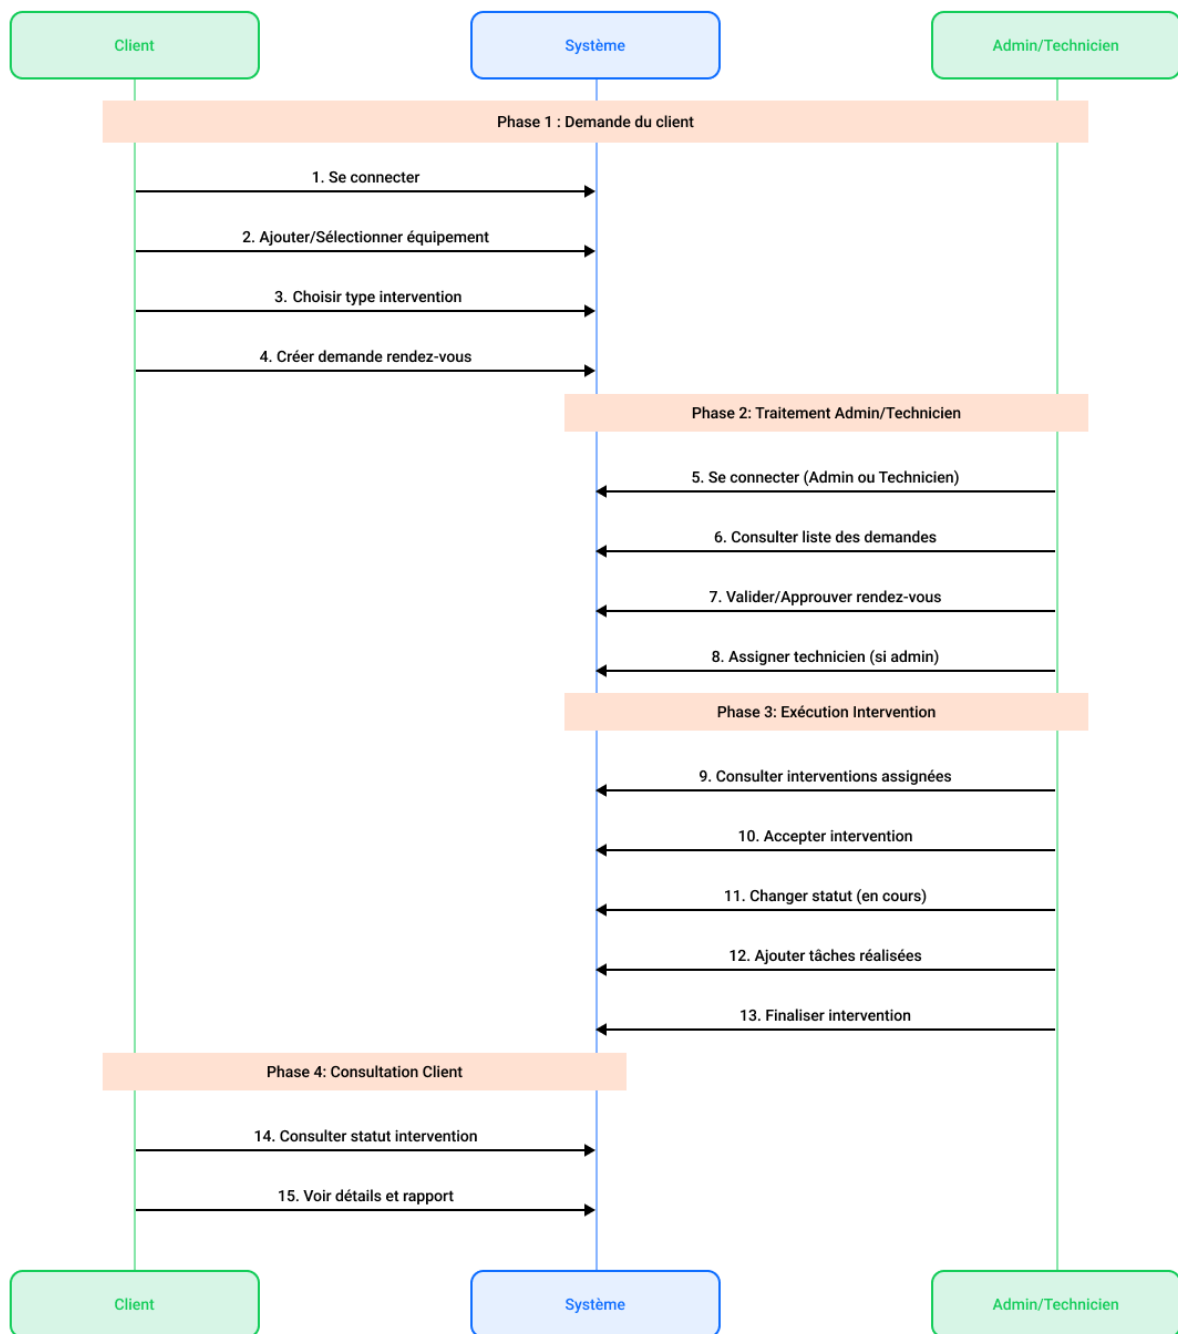 Client
Système
Admin/Technicien
Phase 1 : Demande du client
1. Se connecter
2. Ajouter/Sélectionner équipement
3. Choisir type intervention
4. Créer demande rendez-vous
Phase 2: Traitement Admin/Technicien
5. Se connecter (Admin ou Technicien)
6. Consulter liste des demandes
7. Valider/Approuver rendez-vous
8. Assigner technicien (si admin)
Phase 3: Exécution Intervention
9. Consulter interventions assignées
10. Accepter intervention
11. Changer statut (en cours)
12. Ajouter tâches réalisées
13. Finaliser intervention
Phase 4: Consultation Client
14. Consulter statut intervention
15. Voir détails et rapport
Client
Système
Admin/Technicien